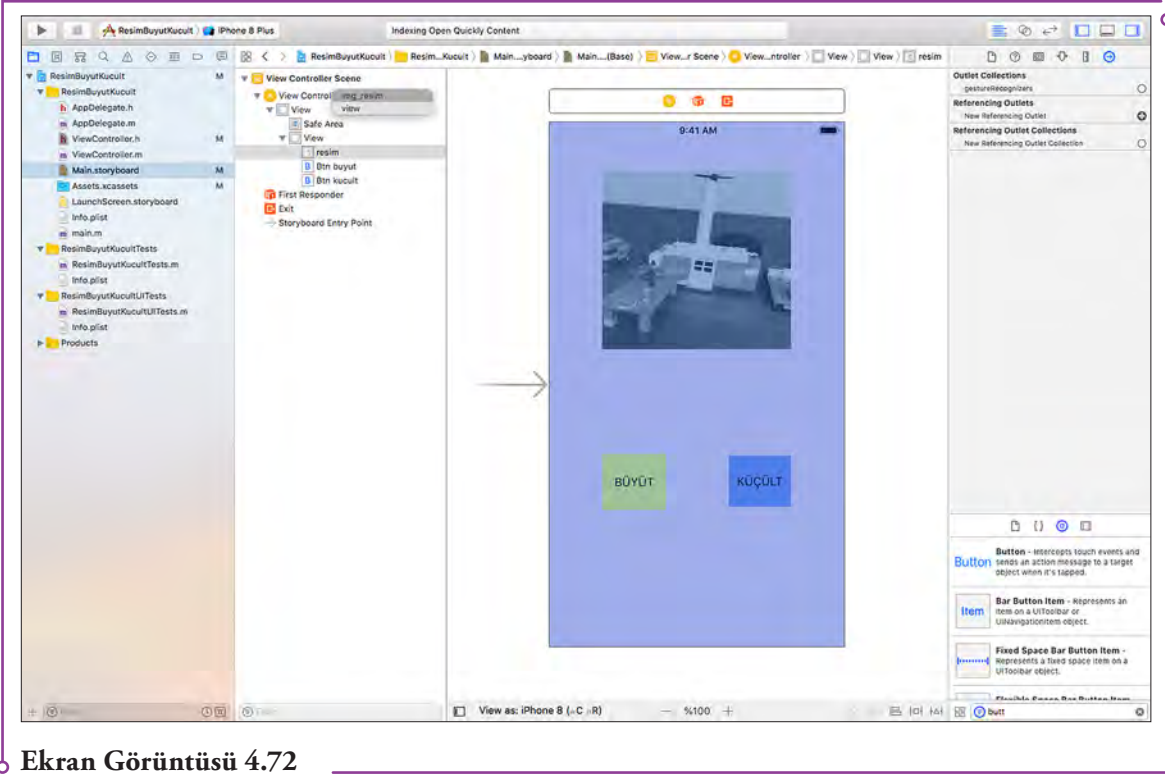 ResimBuyutKucult
iPhone 8 Plus
Indexing Open Quickly Content
ResimBuyutKucult
Resim...Kucult
Main....yboard
Main....(Base)
View...r Scene
View...ntroller
View
View
resim
ResimBuyutKucult M
ResimBuyutKucult
h AppDelegate.h
m AppDelegate.m
h ViewController.h M
m ViewController.m
Main.storyboard M
Assets.xcassets M
LaunchScreen.storyboard
Info.plist
m main.m
ResimBuyutKucultTests
m ResimBuyutKucultTests.m
Info.plist
ResimBuyutKucultUITests
m ResimBuyutKucultUITests.m
Info.plist
Products
View Controller Scene
View Control
img_resim
View
view
Safe Area
View
resim
B Btn buyut
B Btn kucult
First Responder
Exit
Storyboard Entry Point
9:41 AM
BÜYÜT
KÜÇÜLT
View as: iPhone 8 (wC hR)
%100
Outlet Collections
gestureRecognizers
Referencing Outlets
New Referencing Outlet
Referencing Outlet Collections
New Referencing Outlet Collection
Button
Button - Intercepts touch events and
sends an action message to a target
object when it's tapped.
Item
Bar Button Item - Represents an
item on a UIToolbar or
UINavigationItem object.
Fixed Space Bar Button Item -
Represents a fixed space item on a
UIToolbar object.
Flexible Space Bar Button Item
butt
Ekran Görüntüsü 4.72